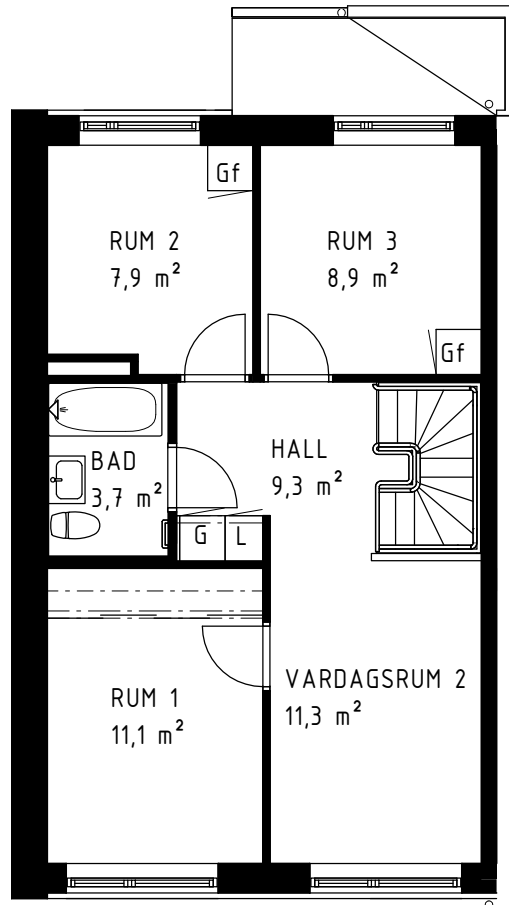 Gf
RUM 2
7,9 m²
RUM 3
8,9 m²
Gf
BAD
3,7 m²
HALL
9,3 m²
G
L
RUM 1
11,1 m²
VARDAGSRUM 2
11,3 m²